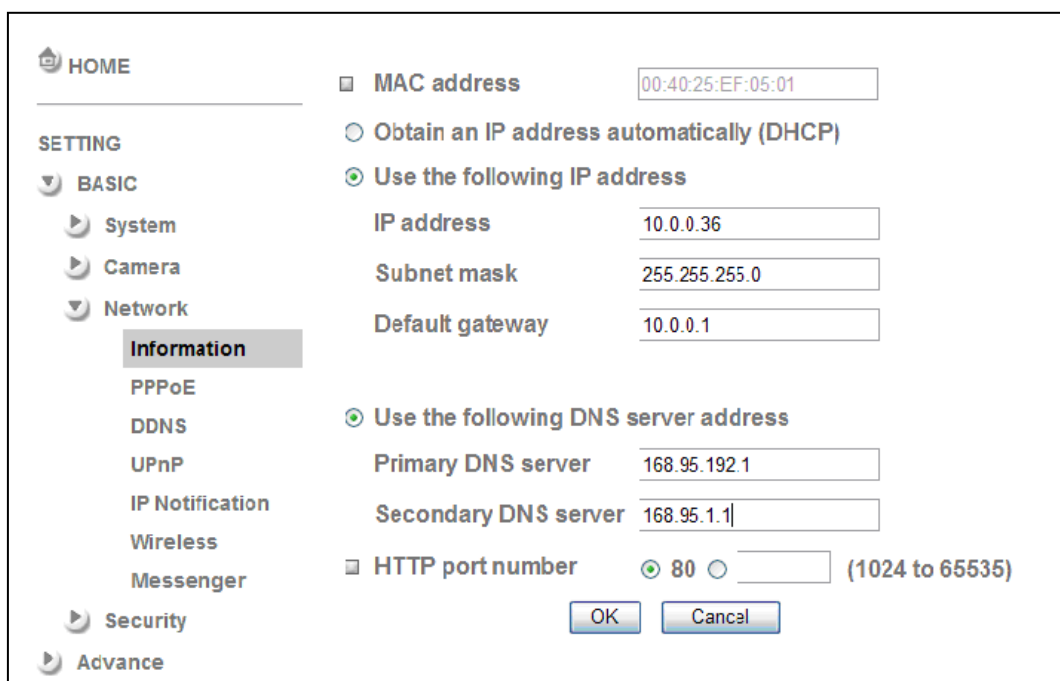 HOME
SETTING
BASIC
System
Camera
Network
Information
PPPoE
DDNS
UPnP
IP Notification
Wireless
Messenger
Security
Advance
MAC address 00:40:25:EF:05:01
Obtain an IP address automatically (DHCP)
Use the following IP address
IP address 10.0.0.36
Subnet mask 255.255.255.0
Default gateway 10.0.0.1
Use the following DNS server address
Primary DNS server 168.95.192.1
Secondary DNS server 168.95.1.1
HTTP port number 80 (1024 to 65535)
OK Cancel